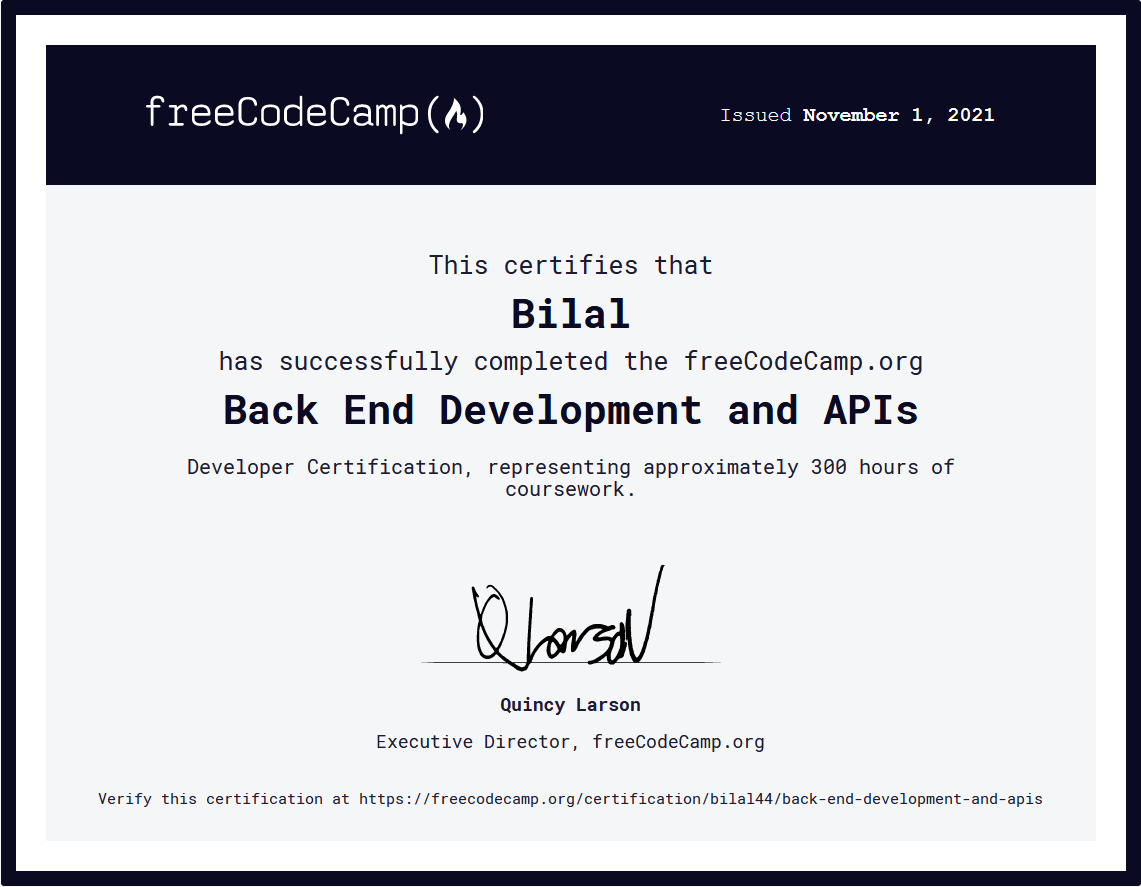 freeCodeCamp(🔥)
Issued November 1, 2021
This certifies that
Bilal
has successfully completed the freeCodeCamp.org
Back End Development and APIs
Developer Certification, representing approximately 300 hours of
coursework.
Q Larson
Quincy Larson
Executive Director, freeCodeCamp.org
Verify this certification at https://freecodecamp.org/certification/bilal44/back-end-development-and-apis